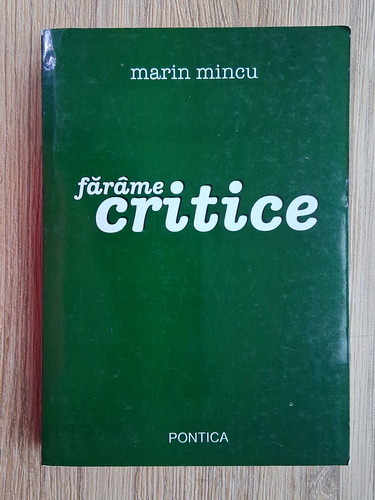 marin mincu
fărâme
critice
PONTICA